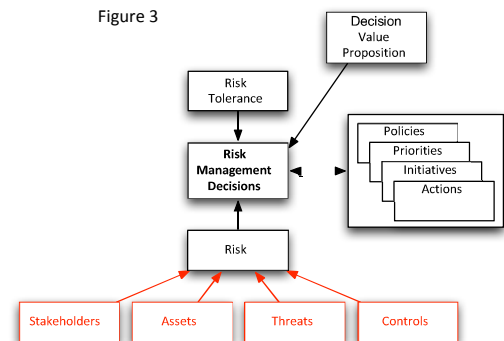 Figure 3
Decision
Value
Proposition
Risk
Tolerance
Policies
Priorities
Initiatives
Actions
Risk
Management
Decisions
Risk
Stakeholders
Assets
Threats
Controls